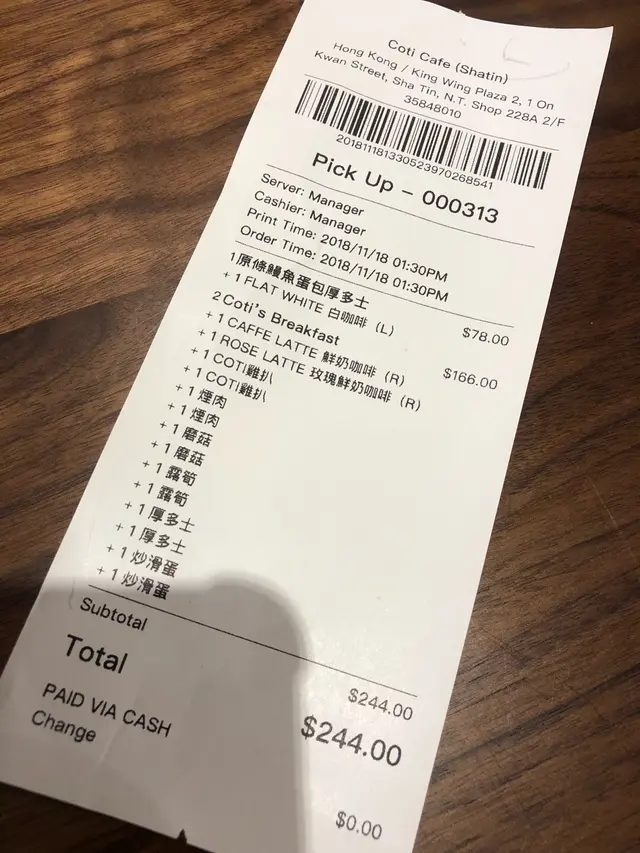 Coti Cafe (Shatin)
Hong Kong / King Wing Plaza 2, 1 On
Kwan Street, Sha Tin, N.T. Shop 228A 2/F
35848010
201811181330523970268541
Pick Up - 000313
Server: Manager
Cashier: Manager
Print Time: 2018/11/18 01:30PM
Order Time: 2018/11/18 01:30PM
1原條鰻魚蛋包厚多士 $78.00
+ 1 FLAT WHITE 白咖啡 (L)
2Coti's Breakfast $166.00
+ 1 CAFFE LATTE 鮮奶咖啡 (R)
+ 1 ROSE LATTE 玫瑰鮮奶咖啡 (R)
+ 1 COTI雞扒
+ 1 COTI雞扒
+ 1 煙肉
+ 1 煙肉
+ 1 磨菇
+ 1 磨菇
+ 1 露筍
+ 1 露筍
+ 1 厚多士
+ 1 厚多士
+ 1 炒滑蛋
+ 1 炒滑蛋
Subtotal $244.00
Total $244.00
PAID VIA CASH
Change $0.00